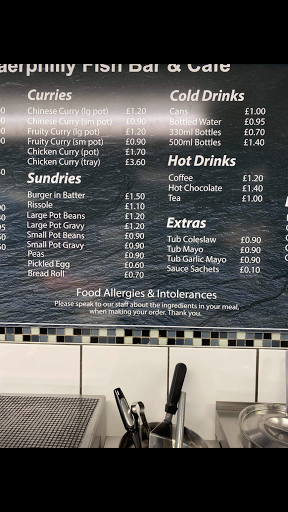 aerphilly Fish Bar & Cafe
Curries
Chinese Curry (lg pot) £1.20
Chinese Curry (sm pot) £0.90
Fruity Curry (lg pot) £1.20
Fruity Curry (sm pot) £0.90
Chicken Curry (pot) £1.70
Chicken Curry (tray) £3.60
Sundries
Burger in Batter £1.50
Rissole £1.10
Large Pot Beans £1.20
Large Pot Gravy £1.20
Small Pot Beans £0.90
Small Pot Gravy £0.90
Peas £0.90
Pickled Egg £0.60
Bread Roll £0.70
Cold Drinks
Cans £1.00
Bottled Water £0.95
330ml Bottles £0.70
500ml Bottles £1.40
Hot Drinks
Coffee £1.20
Hot Chocolate £1.40
Tea £1.00
Extras
Tub Coleslaw £0.90
Tub Mayo £0.90
Tub Garlic Mayo £0.90
Sauce Sachets £0.10
Food Allergies & Intolerances
Please speak to our staff about the ingredients in your meal,
when making your order. Thank you.